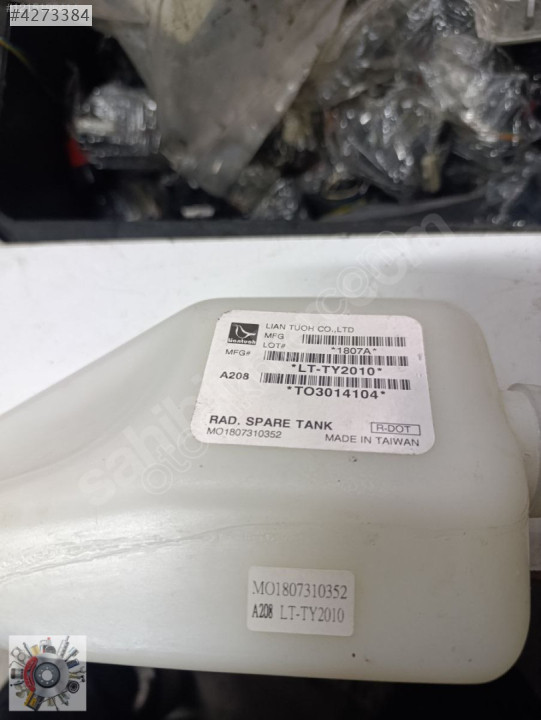 #4273384
liantuoh
LIAN TUOH CO.,LTD
MFG
LOT#
*1807A*
MFG#
*LT-TY2010*
A208
*TO3014104*
RAD. SPARE TANK
R-DOT
MO1807310352
MADE IN TAIWAN
MO1807310352
A208 LT-TY2010